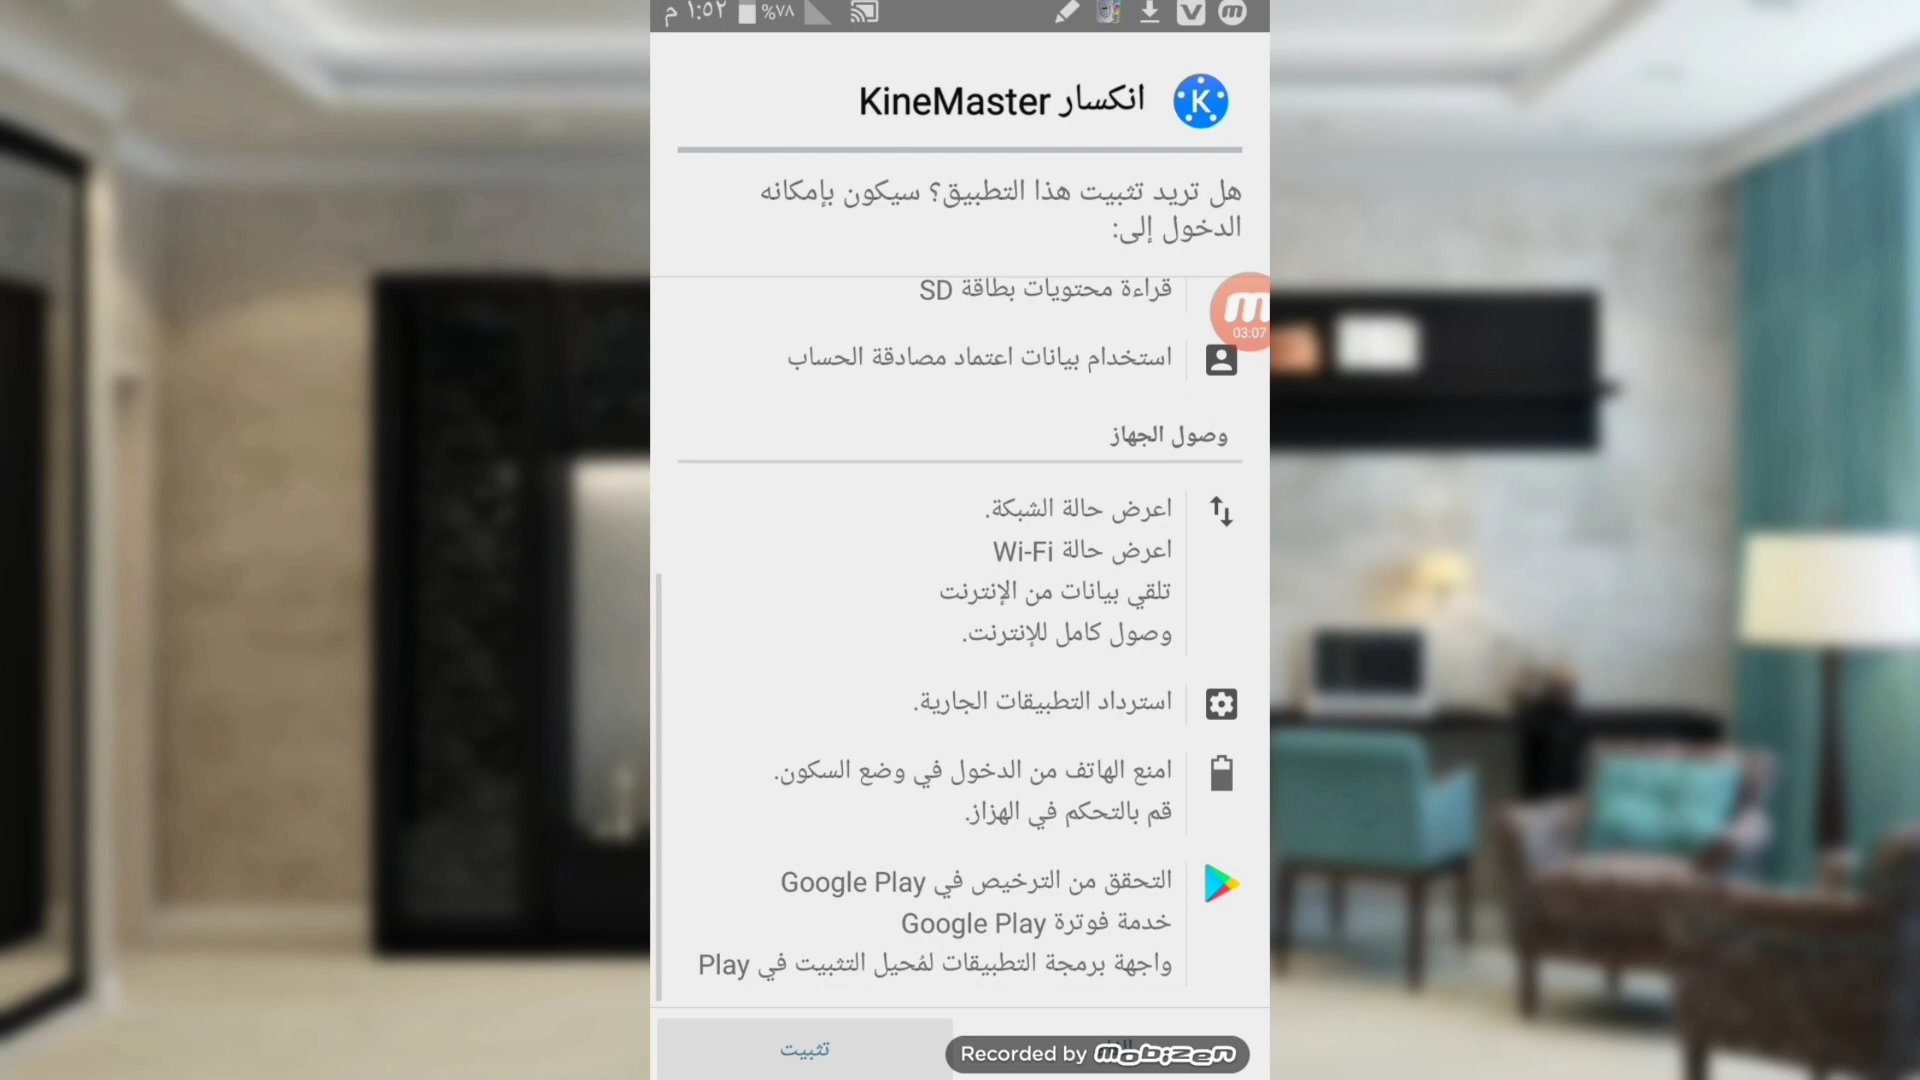 ١:٥٢ م
%٧٨
انكسار KineMaster
هل تريد تثبيت هذا التطبيق؟ سيكون بإمكانه
الدخول إلى:
قراءة محتويات بطاقة SD
03:07
استخدام بيانات اعتماد مصادقة الحساب
وصول الجهاز
اعرض حالة الشبكة.
اعرض حالة Wi-Fi
تلقي بيانات من الإنترنت
وصول كامل للإنترنت.
استرداد التطبيقات الجارية.
امنع الهاتف من الدخول في وضع السكون.
قم بالتحكم في الهزاز.
التحقق من الترخيص في Google Play
خدمة فوترة Google Play
واجهة برمجة التطبيقات لمُحيل التثبيت في Play
تثبيت
Recorded by mobizen